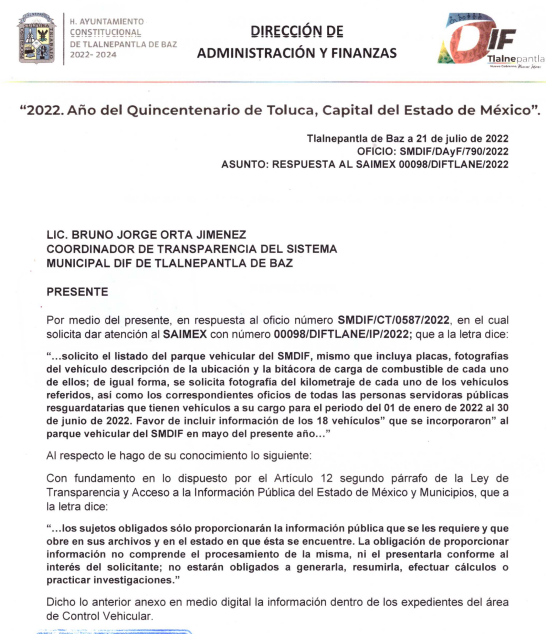 H. AYUNTAMIENTO
CONSTITUCIONAL
DE TLALNEPANTLA DE BAZ
2022- 2024
DIRECCIÓN DE
ADMINISTRACIÓN Y FINANZAS
DIF
Tlalnepantla
“2022. Año del Quincentenario de Toluca, Capital del Estado de México”.
Tlalnepantla de Baz a 21 de julio de 2022
OFICIO: SMDIF/DAyF/790/2022
ASUNTO: RESPUESTA AL SAIMEX 00098/DIFTLANE/2022
LIC. BRUNO JORGE ORTA JIMENEZ
COORDINADOR DE TRANSPARENCIA DEL SISTEMA
MUNICIPAL DIF DE TLALNEPANTLA DE BAZ
PRESENTE
Por medio del presente, en respuesta al oficio número SMDIF/CT/0587/2022, en el cual
solicita dar atención al SAIMEX con número 00098/DIFTLANE/IP/2022; que a la letra dice:
“...solicito el listado del parque vehicular del SMDIF, mismo que incluya placas, fotografias
del vehículo descripción de la ubicación y la bitácora de carga de combustible de cada uno
de ellos; de igual forma, se solicita fotografia del kilometraje de cada uno de los vehículos
referidos, así como los correspondientes oficios de todas las personas servidoras públicas
resguardatarias que tienen vehículos a su cargo para el periodo del 01 de enero de 2022 al 30
de junio de 2022. Favor de incluir información de los 18 vehículos” que se incorporaron” al
parque vehicular del SMDIF en mayo del presente año...”
Al respecto le hago de su conocimiento lo siguiente:
Con fundamento en lo dispuesto por el Artículo 12 segundo párrafo de la Ley de
Transparencia y Acceso a la Información Pública del Estado de México y Municipios, que a
la letra dice:
“...los sujetos obligados sólo proporcionarán la información pública que se les requiere y que
obre en sus archivos y en el estado en que ésta se encuentre. La obligación de proporcionar
información no comprende el procesamiento de la misma, ni el presentarla conforme al
interés del solicitante; no estarán obligados a generarla, resumirla, efectuar cálculos o
practicar investigaciones.”
Dicho lo anterior anexo en medio digital la información dentro de los expedientes del área
de Control Vehicular.